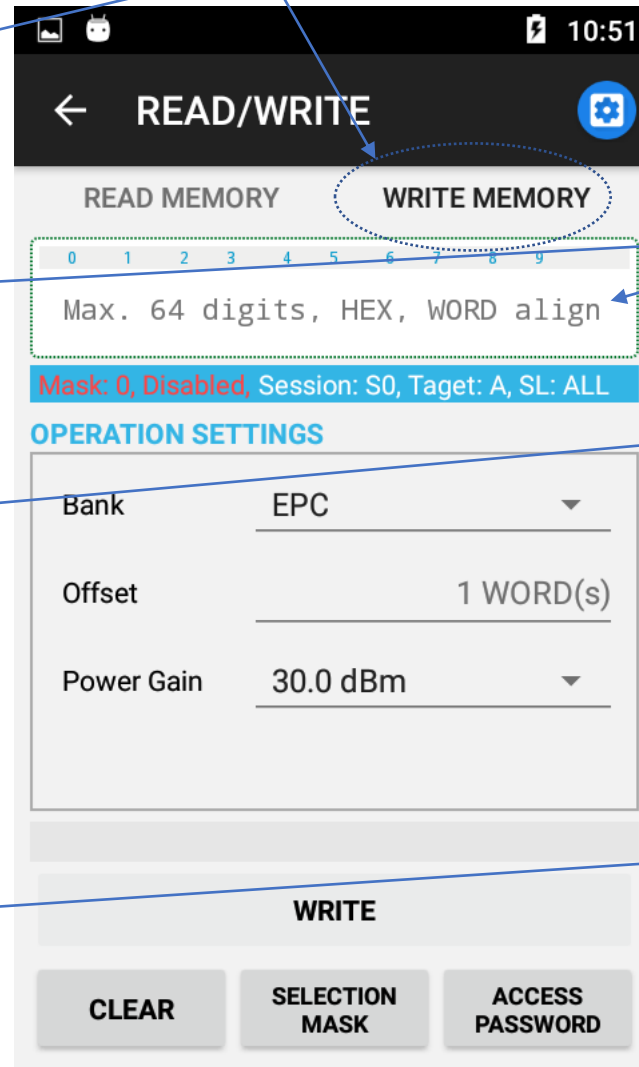 10:51
READ/WRITE
READ MEMORY WRITE MEMORY
0 1 2 3 4 5 6 7 8 9
Max. 64 digits, HEX, WORD align
Mask: 0, Disabled, Session: S0, Taget: A, SL: ALL
OPERATION SETTINGS
Bank EPC
Offset 1 WORD(s)
Power Gain 30.0 dBm
WRITE
CLEAR SELECTION MASK ACCESS PASSWORD